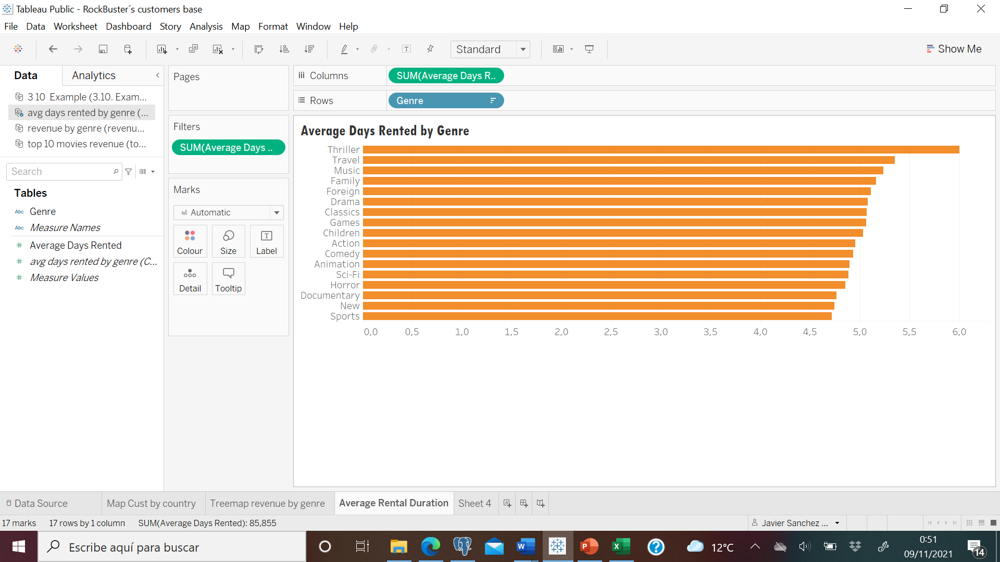 Tableau Public - RockBuster´s customers base
File Data Worksheet Dashboard Story Analysis Map Format Window Help
Standard
Show Me
Data Analytics
3 10 Example (3.10. Exam...
avg days rented by genre (...
revenue by genre (revenu...
top 10 movies revenue (to...
Search
Tables
Abc Genre
Abc Measure Names
# Average Days Rented
# avg days rented by genre (C...
# Measure Values
Pages
Filters
SUM(Average Days ..
Marks
Automatic
Colour Size Label
Detail Tooltip
Columns SUM(Average Days R..
Rows Genre
Average Days Rented by Genre
Thriller
Travel
Music
Family
Foreign
Drama
Classics
Games
Children
Action
Comedy
Animation
Sci-Fi
Horror
Documentary
New
Sports
0,0 0,5 1,0 1,5 2,0 2,5 3,0 3,5 4,0 4,5 5,0 5,5 6,0
Data Source Map Cust by country Treemap revenue by genre Average Rental Duration Sheet 4
17 marks 17 rows by 1 column SUM(Average Days Rented): 85,855
Javier Sanchez ...
Escribe aquí para buscar
12°C
0:51
09/11/2021
14